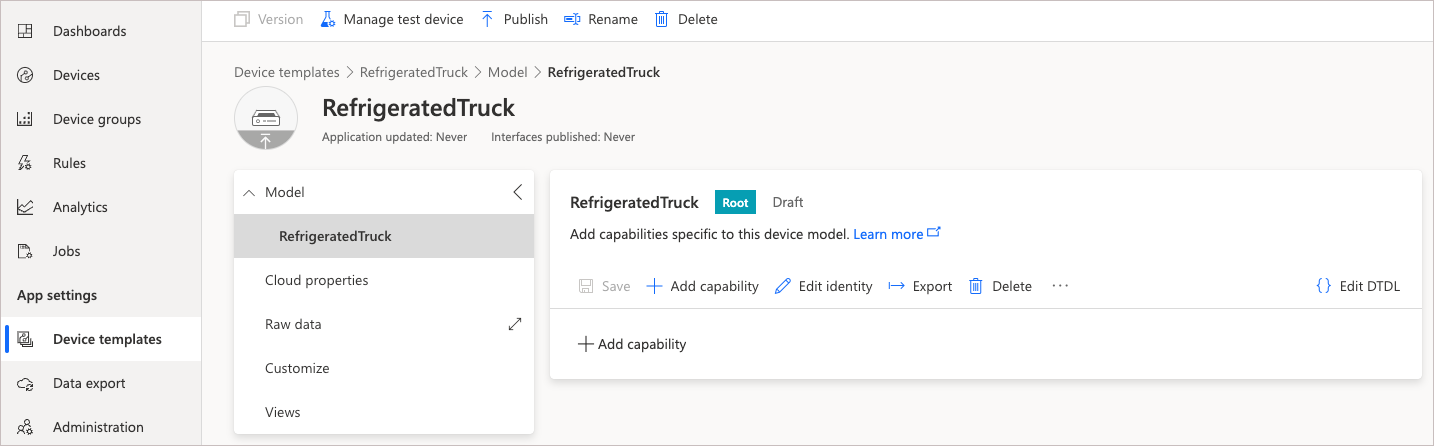 Dashboards
Devices
Device groups
Rules
Analytics
Jobs
App settings
Device templates
Data export
Administration
Version Manage test device Publish Rename Delete
Device templates > RefrigeratedTruck > Model > RefrigeratedTruck
RefrigeratedTruck
Application updated: Never Interfaces published: Never
Model
RefrigeratedTruck
Cloud properties
Raw data
Customize
Views
RefrigeratedTruck Root Draft
Add capabilities specific to this device model. Learn more
Save Add capability Edit identity Export Delete ··· {} Edit DTDL
Add capability